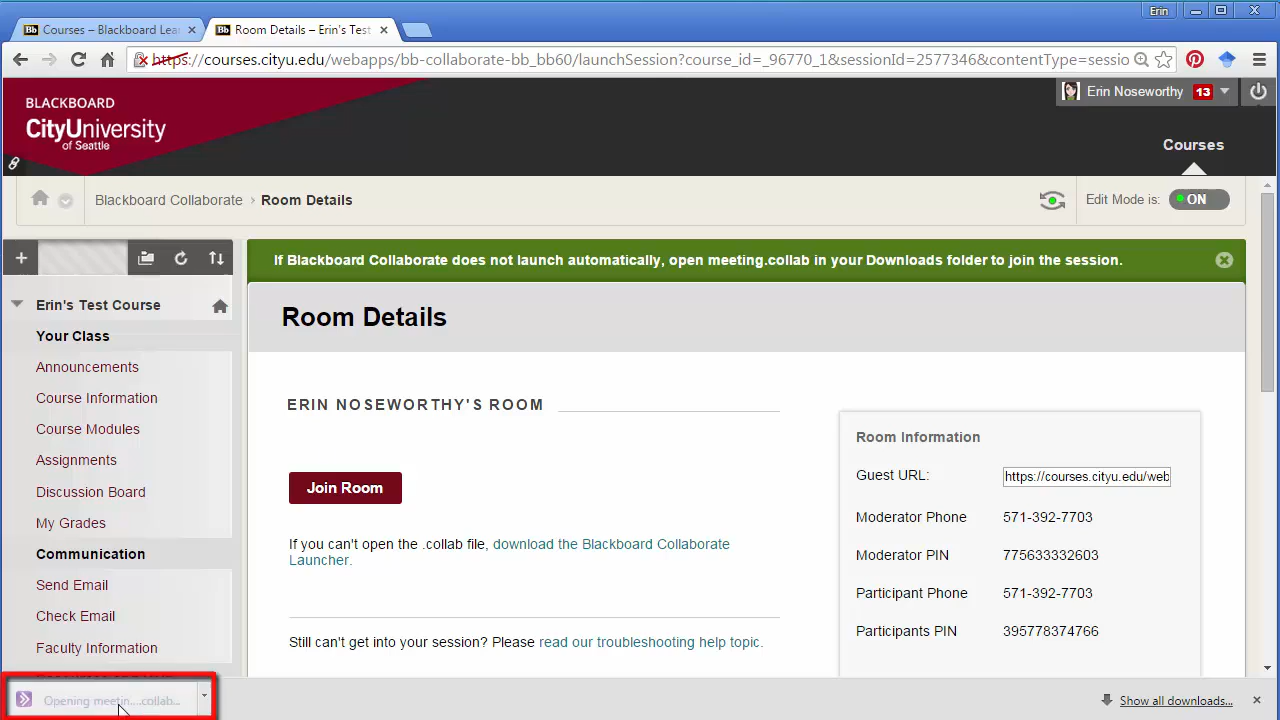 Erin
Courses – Blackboard Lea
Room Details – Erin's Test
https://courses.cityu.edu/webapps/bb-collaborate-bb_bb60/launchSession?course_id=_96770_1&sessionId=2577346&contentType=sessio
BLACKBOARD
CityUniversity
of Seattle
Erin Noseworthy 13
Courses
Blackboard Collaborate › Room Details
Edit Mode is: ON
If Blackboard Collaborate does not launch automatically, open meeting.collab in your Downloads folder to join the session.
Erin's Test Course
Your Class
Announcements
Course Information
Course Modules
Assignments
Discussion Board
My Grades
Communication
Send Email
Check Email
Faculty Information
Room Details
ERIN NOSEWORTHY'S ROOM
Join Room
If you can't open the .collab file, download the Blackboard Collaborate
Launcher.
Still can't get into your session? Please read our troubleshooting help topic.
Room Information
Guest URL: https://courses.cityu.edu/web
Moderator Phone 571-392-7703
Moderator PIN 775633332603
Participant Phone 571-392-7703
Participants PIN 395778374766
Opening meetin....collab...
Show all downloads...